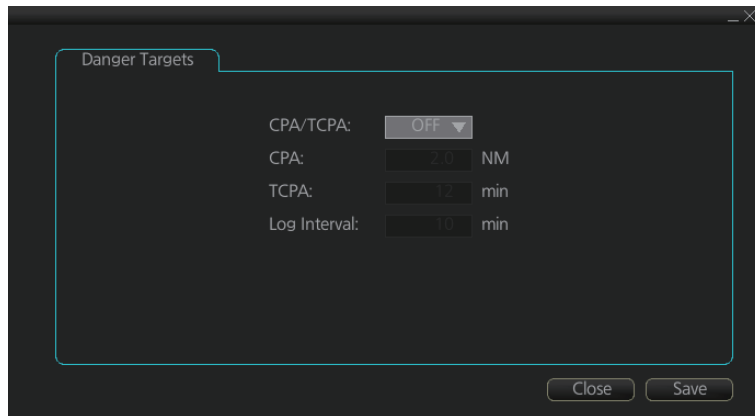 Danger Targets
CPA/TCPA: OFF
CPA: 2.0 NM
TCPA: 12 min
Log Interval: 10 min
Close Save